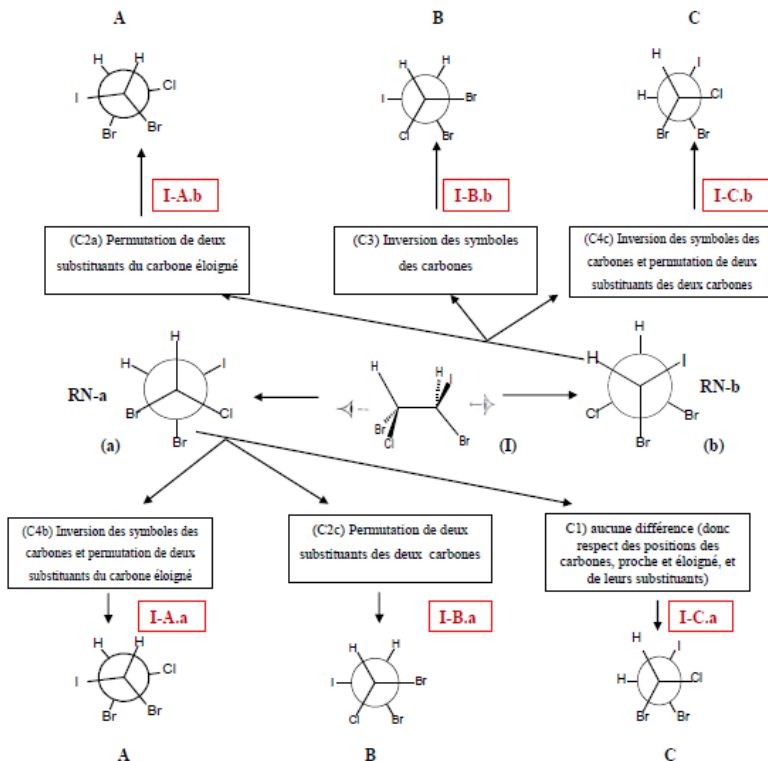 A B C
H H
I Cl
Br Br
H H
I Br
Cl Br
H I
H Cl
Br Br
I-A.b I-B.b I-C.b
(C2a) Permutation de deux
substituants du carbone éloigné
(C3) Inversion des symboles
des carbones
(C4c) Inversion des symboles des
carbones et permutation de deux
substituants des deux carbones
H
H I
RN-a
Br Cl
Br
(a)
H H I
Br
Cl Br
(I)
H
H I
RN-b
Cl Br
Br
(b)
(C4b) Inversion des symboles des
carbones et permutation de deux
substituants du carbone éloigné
(C2c) Permutation de deux
substituants des deux carbones
C1) aucune différence (donc
respect des positions des
carbones, proche et éloigné, et
de leurs substituants)
I-A.a I-B.a I-C.a
H H
I Cl
Br Br
H H
I Br
Cl Br
H I
H Cl
Br Br
A B C